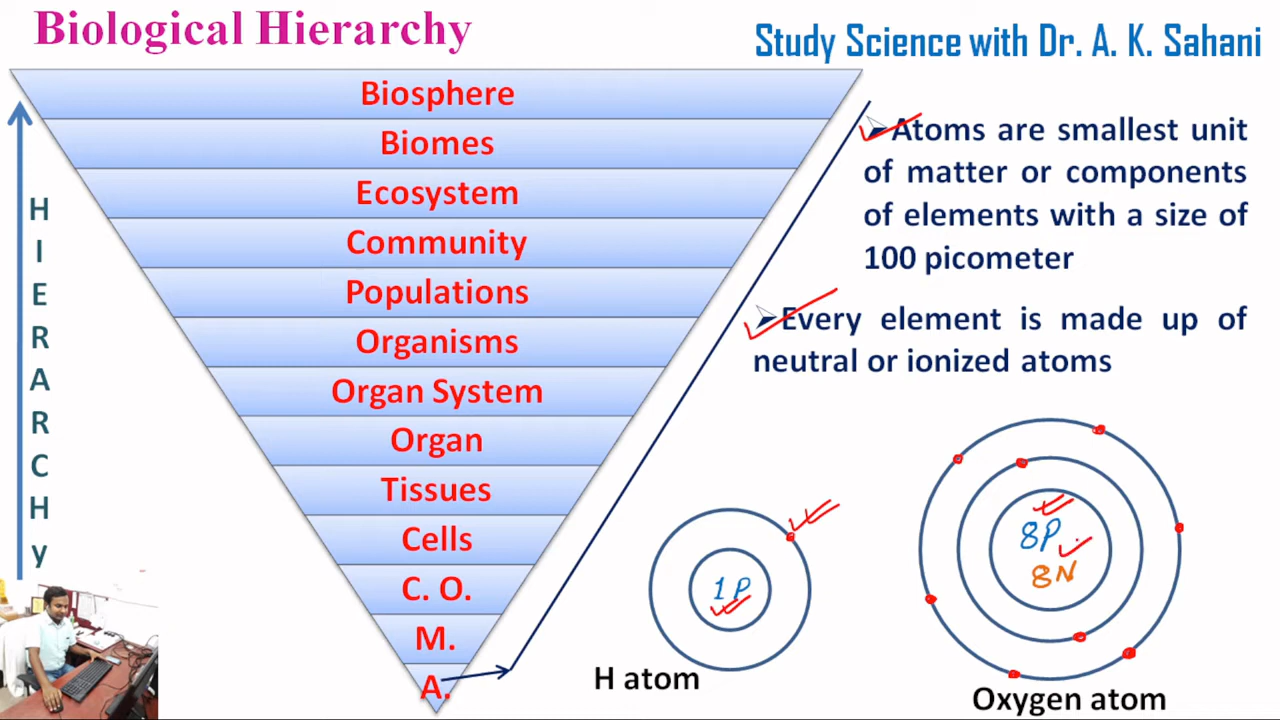 Biological Hierarchy
Study Science with Dr. A. K. Sahani
H
I
E
R
A
R
C
H
y
Biosphere
Biomes
Ecosystem
Community
Populations
Organisms
Organ System
Organ
Tissues
Cells
C. O.
M.
A.
Atoms are smallest unit
of matter or components
of elements with a size of
100 picometer
Every element is made up of
neutral or ionized atoms
1P
H atom
8P
8N
Oxygen atom